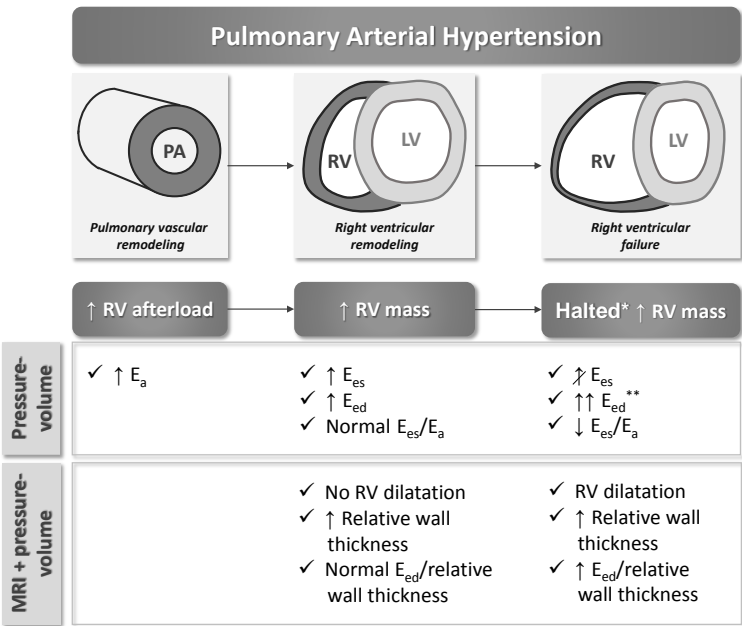 Pulmonary Arterial Hypertension
PA
RV
LV
RV
LV
Pulmonary vascular
remodeling
Right ventricular
remodeling
Right ventricular
failure
↑ RV afterload
↑ RV mass
Halted* ↑ RV mass
Pressure-
volume
✓ ↑ Ea
✓ ↑ Ees
✓ ↑ Eed
✓ Normal Ees/Ea
✓ ↑̸ Ees
✓ ↑↑ Eed**
✓ ↓ Ees/Ea
MRI + pressure-
volume
✓ No RV dilatation
✓ ↑ Relative wall
thickness
✓ Normal Eed/relative
wall thickness
✓ RV dilatation
✓ ↑ Relative wall
thickness
✓ ↑ Eed/relative
wall thickness